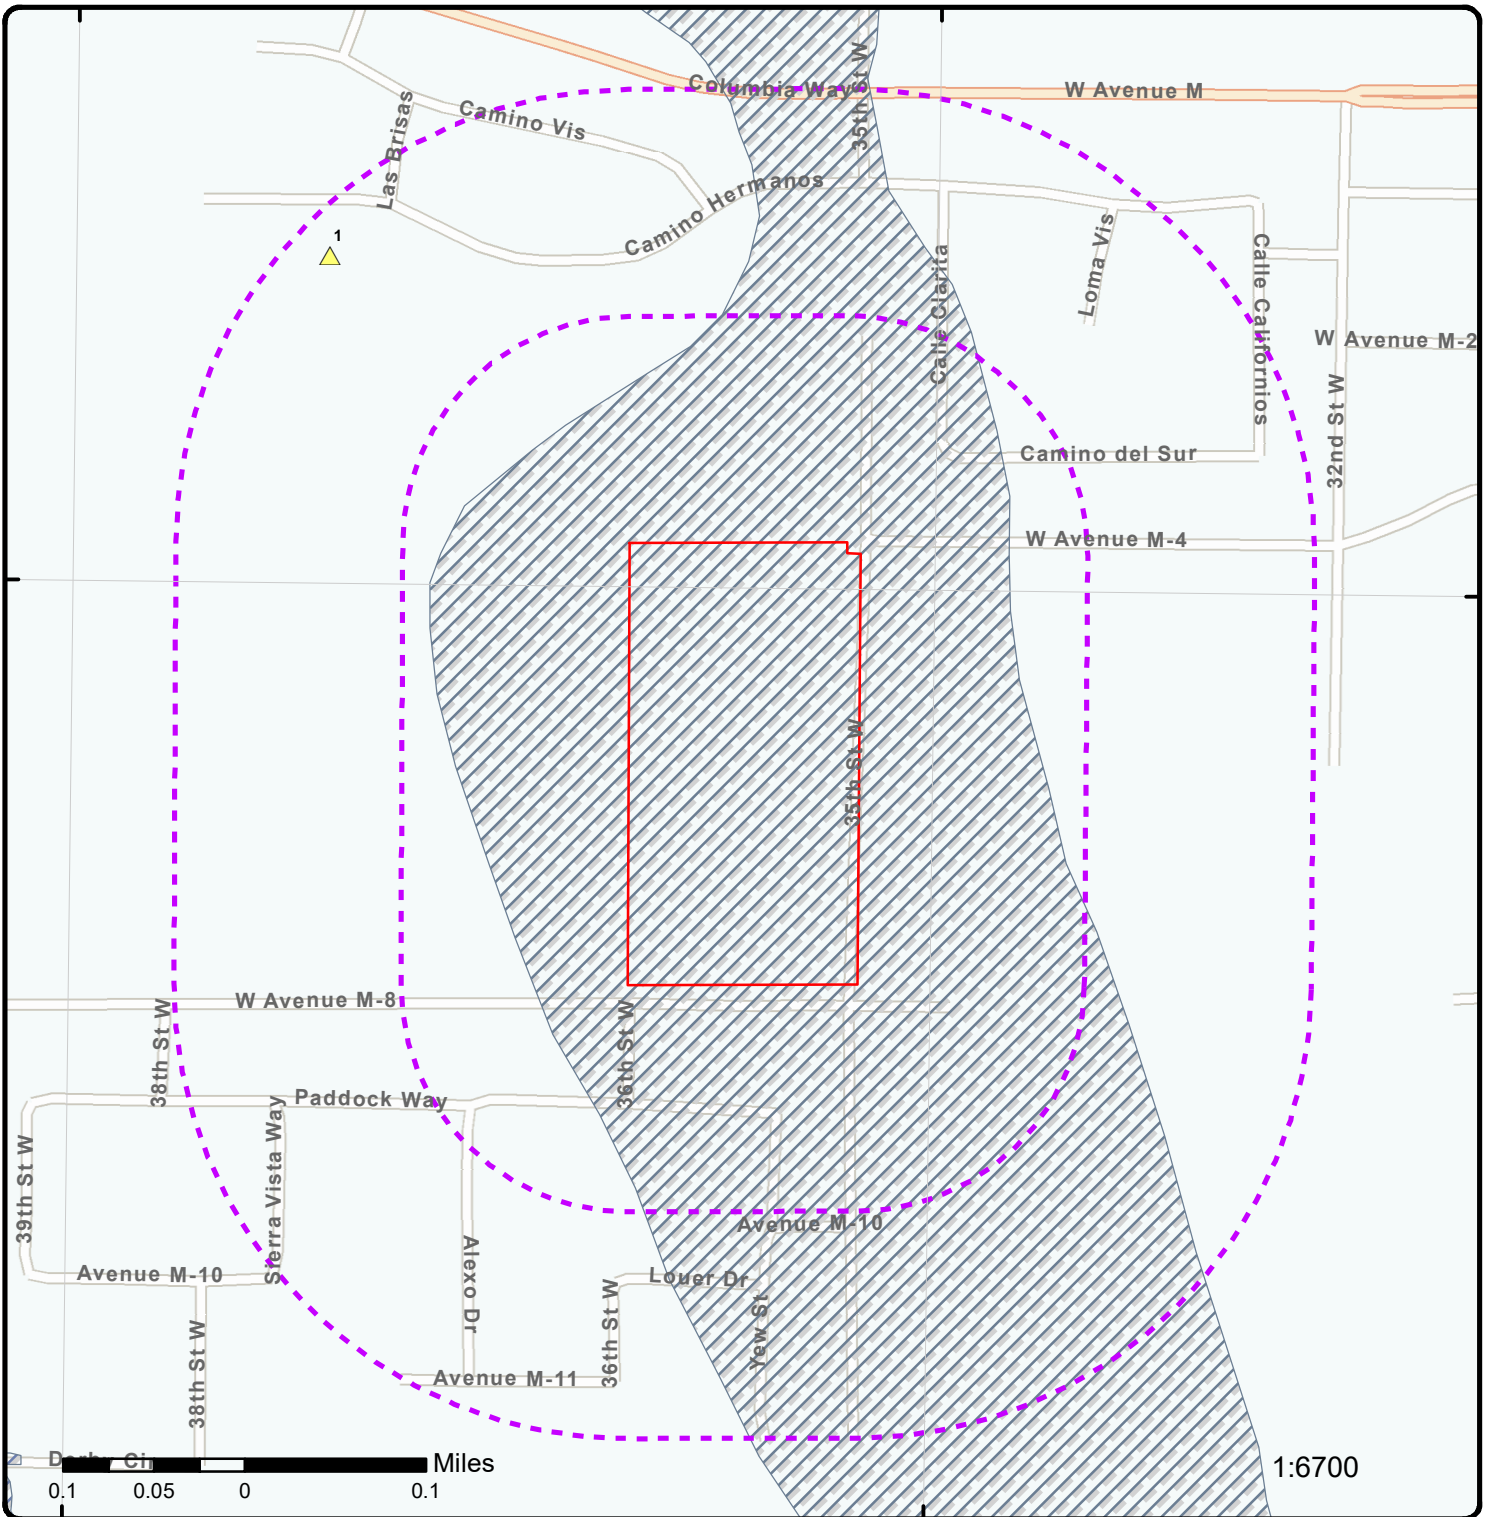 35th St W
Columbia Way
W Avenue M
Camino Vis
Las Brisas
Camino Hermanos
1
Loma Vis
Calle Clarita
Calle Californios
W Avenue M-2
32nd St W
Camino del Sur
W Avenue M-4
35th St W
W Avenue M-8
38th St W
36th St W
Paddock Way
Sierra Vista Way
39th St W
Avenue M-10
Avenue M-10
Alexo Dr
Louer Dr
36th St W
Yew St
38th St W
Avenue M-11
Derby Cir
Miles
1:6700
0.1 0.05 0 0.1